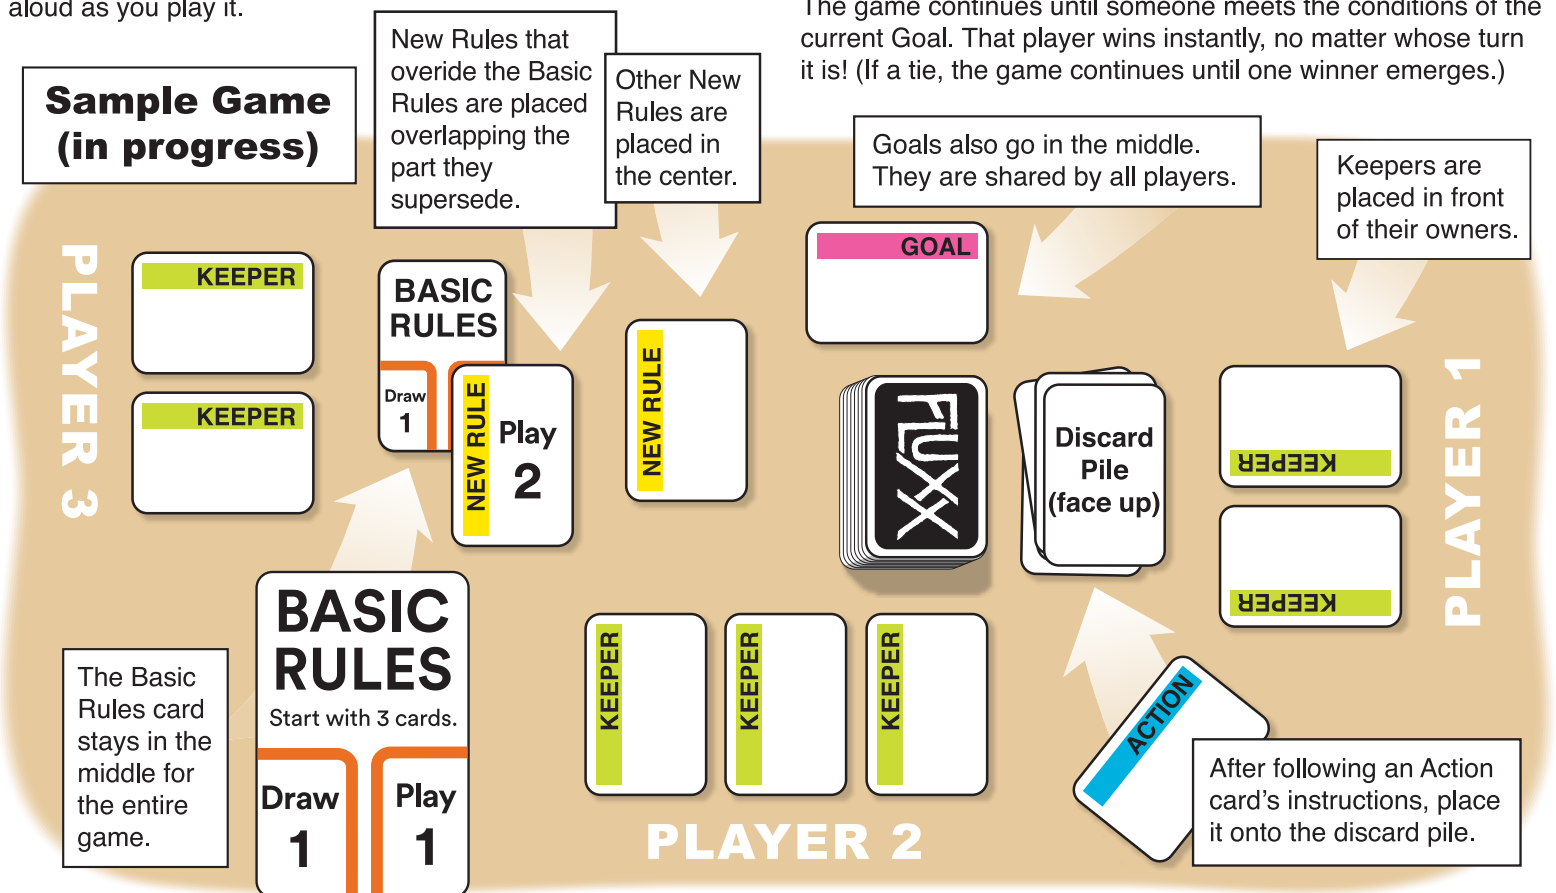 aloud as you play it.
The game continues until someone meets the conditions of the
current Goal. That player wins instantly, no matter whose turn
it is! (If a tie, the game continues until one winner emerges.)
Sample Game
(in progress)
New Rules that
overide the Basic
Rules are placed
overlapping the
part they
supersede.
Other New
Rules are
placed in
the center.
Goals also go in the middle.
They are shared by all players.
Keepers are
placed in front
of their owners.
PLAYER 3
KEEPER
KEEPER
BASIC
RULES
Draw
1
NEW RULE
Play
2
NEW RULE
GOAL
FLUXX
Discard
Pile
(face up)
KEEPER
KEEPER
PLAYER 1
The Basic
Rules card
stays in the
middle for
the entire
game.
BASIC
RULES
Start with 3 cards.
Draw
1
Play
1
KEEPER
KEEPER
KEEPER
PLAYER 2
ACTION
After following an Action
card's instructions, place
it onto the discard pile.